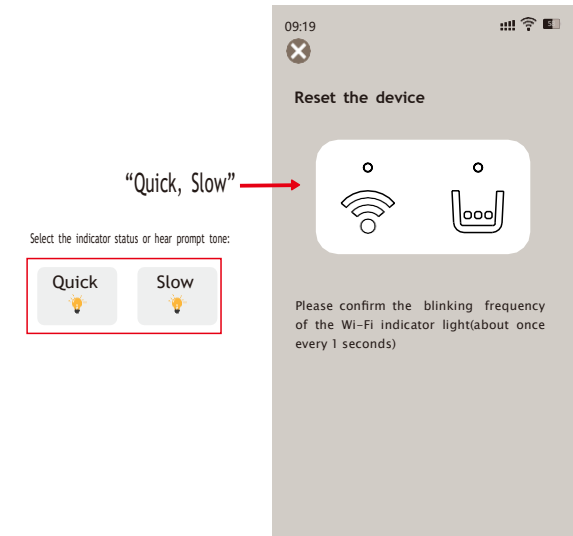 09:19
Reset the device
“Quick, Slow”
Select the indicator status or hear prompt tone:
Quick
Slow
Please confirm the blinking frequency
of the Wi-Fi indicator light(about once
every 1 seconds)